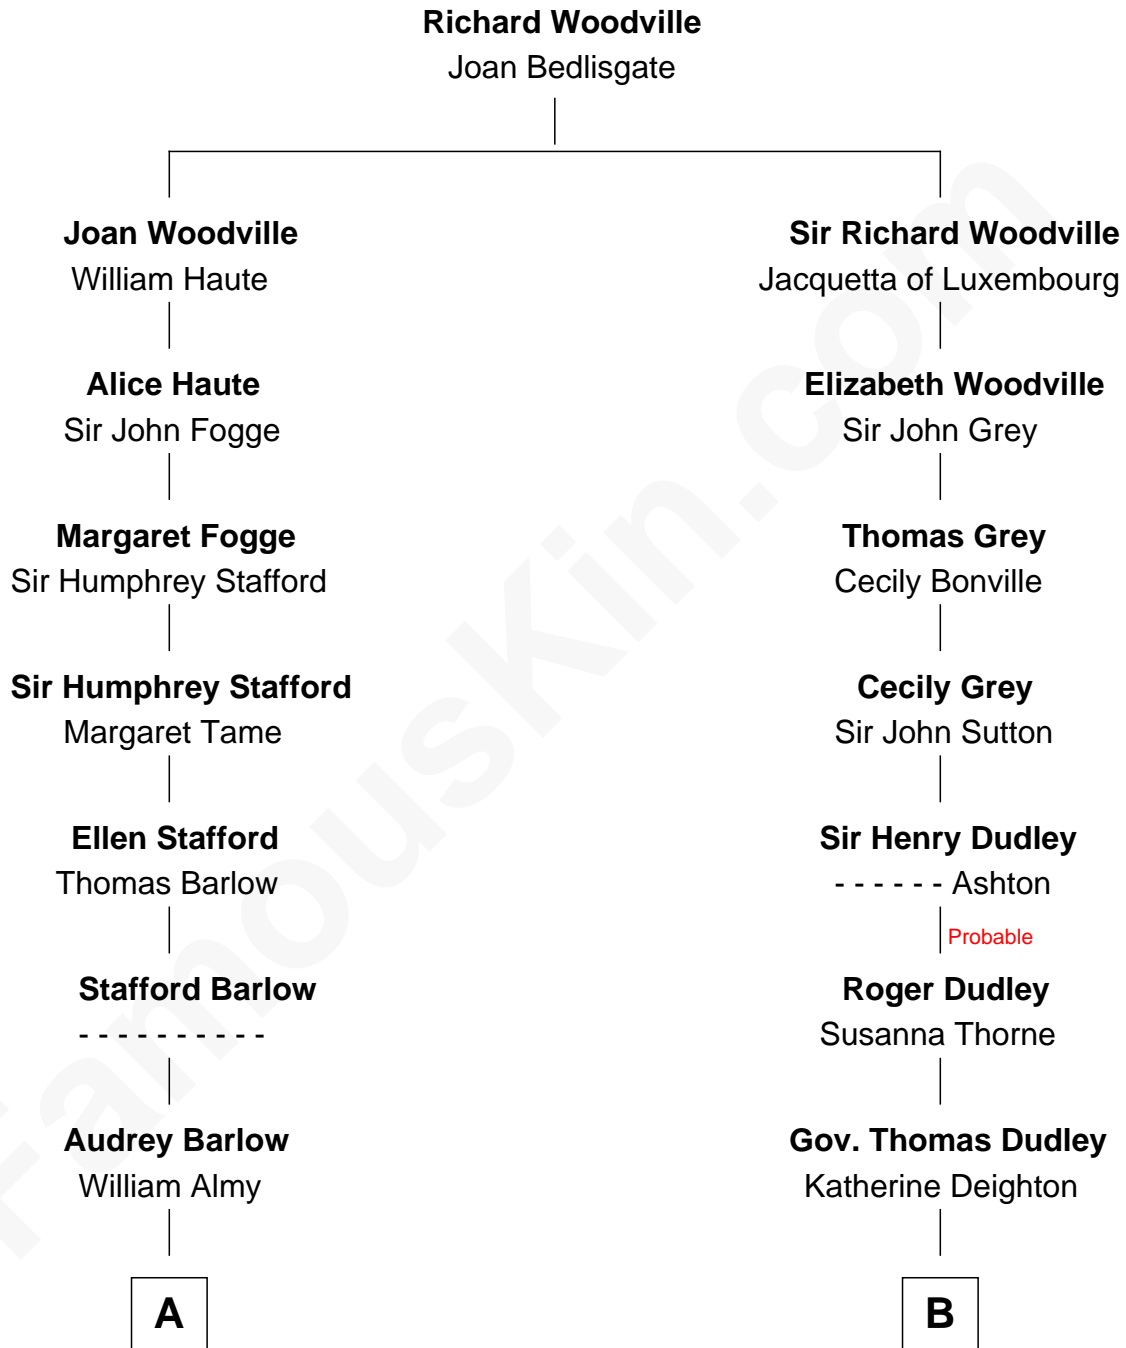 Richard Woodville
Joan Bedlisgate
Joan Woodville
William Haute
Alice Haute
Sir John Fogge
Margaret Fogge
Sir Humphrey Stafford
Sir Humphrey Stafford
Margaret Tame
Ellen Stafford
Thomas Barlow
Stafford Barlow
- - - - - - - - - -
Audrey Barlow
William Almy
A
Sir Richard Woodville
Jacquetta of Luxembourg
Elizabeth Woodville
Sir John Grey
Thomas Grey
Cecily Bonville
Cecily Grey
Sir John Sutton
Sir Henry Dudley
- - - - - - Ashton
Probable
Roger Dudley
Susanna Thorne
Gov. Thomas Dudley
Katherine Deighton
B
FamousKin.com